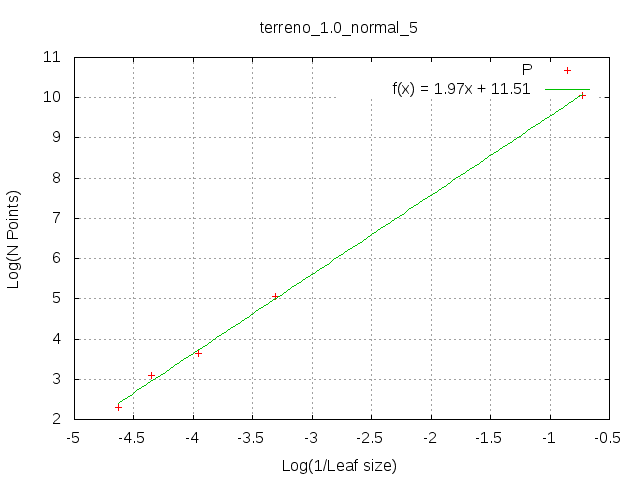 terreno_1.0_normal_5
P
f(x) = 1.97x + 11.51
Log(N Points)
11
10
9
8
7
6
5
4
3
2
-5 -4.5 -4 -3.5 -3 -2.5 -2 -1.5 -1 -0.5
Log(1/Leaf size)